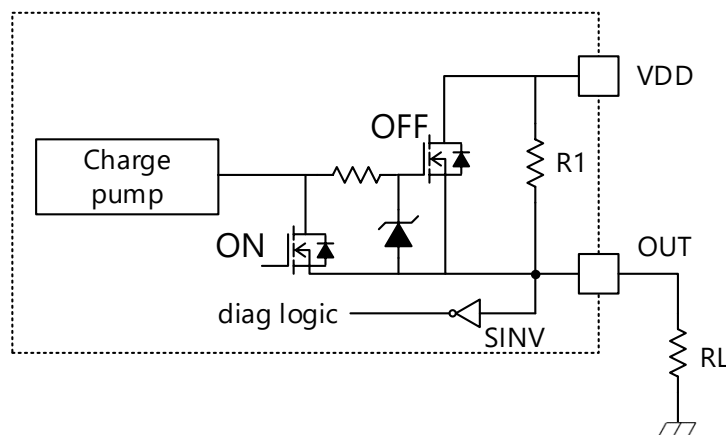 VDD
OFF
Charge
pump
R1
ON
OUT
diag logic
SINV
RL